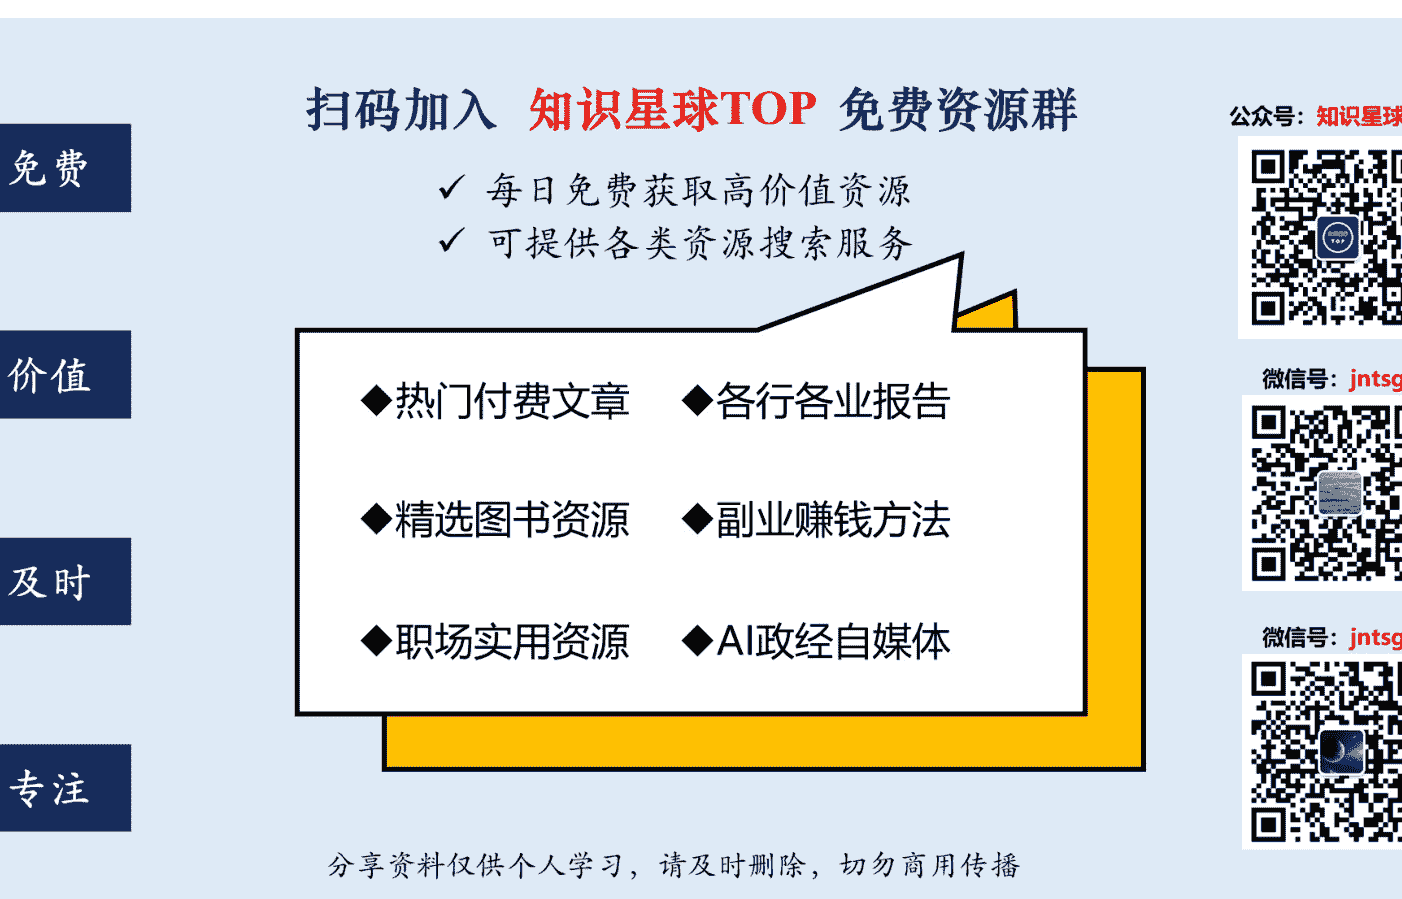 扫码加入 知识星球TOP 免费资源群
✓ 每日免费获取高价值资源
✓ 可提供各类资源搜索服务
免费
价值
及时
专注
◆热门付费文章 ◆各行各业报告
◆精选图书资源 ◆副业赚钱方法
◆职场实用资源 ◆AI政经自媒体
公众号：知识星球
微信号：jntsg
微信号：jntsg
分享资料仅供个人学习，请及时删除，切勿商用传播